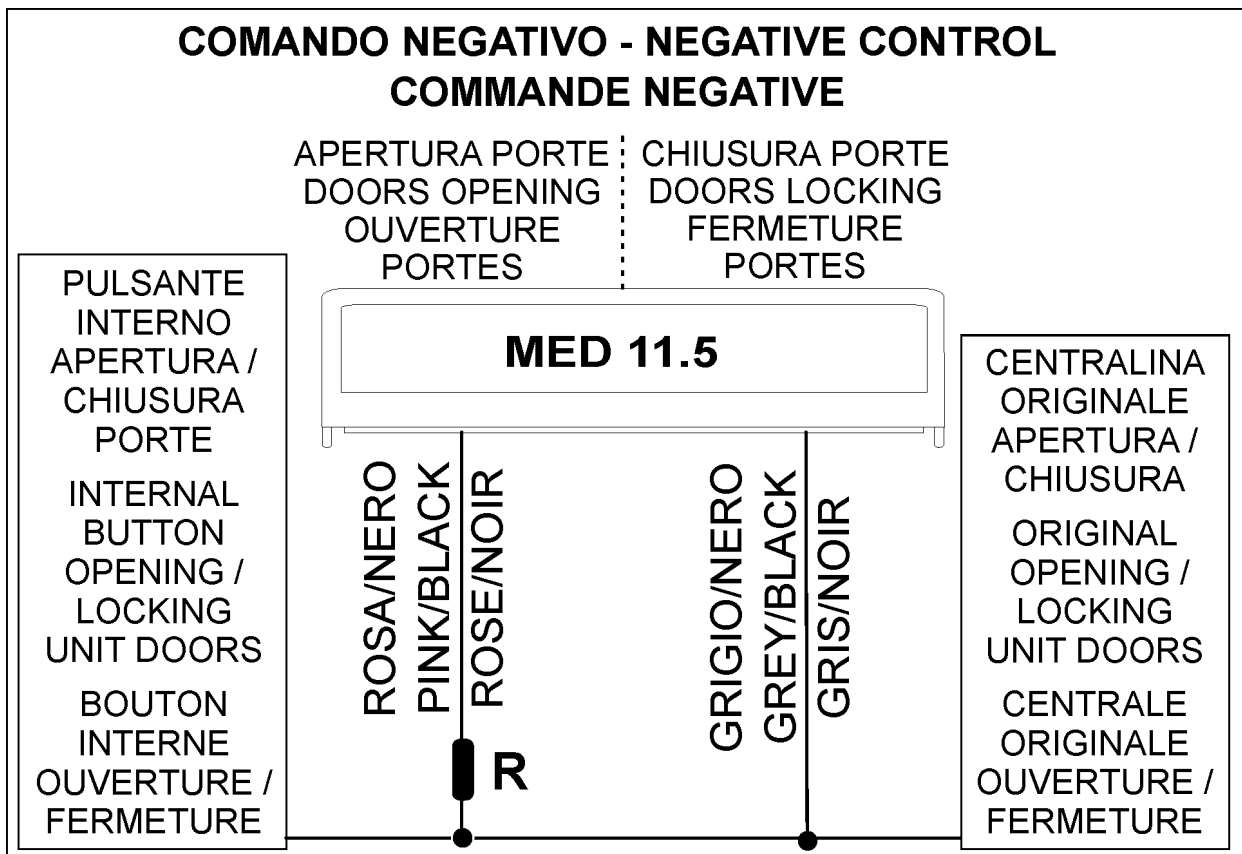 COMANDO NEGATIVO - NEGATIVE CONTROL
COMMANDE NEGATIVE
APERTURA PORTE
DOORS OPENING
OUVERTURE
PORTES
CHIUSURA PORTE
DOORS LOCKING
FERMETURE
PORTES
PULSANTE
INTERNO
APERTURA /
CHIUSURA
PORTE
INTERNAL
BUTTON
OPENING /
LOCKING
UNIT DOORS
BOUTON
INTERNE
OUVERTURE /
FERMETURE
MED 11.5
ROSA/NERO
PINK/BLACK
ROSE/NOIR
R
GRIGIO/NERO
GREY/BLACK
GRIS/NOIR
CENTRALINA
ORIGINALE
APERTURA /
CHIUSURA
ORIGINAL
OPENING /
LOCKING
UNIT DOORS
CENTRALE
ORIGINALE
OUVERTURE /
FERMETURE